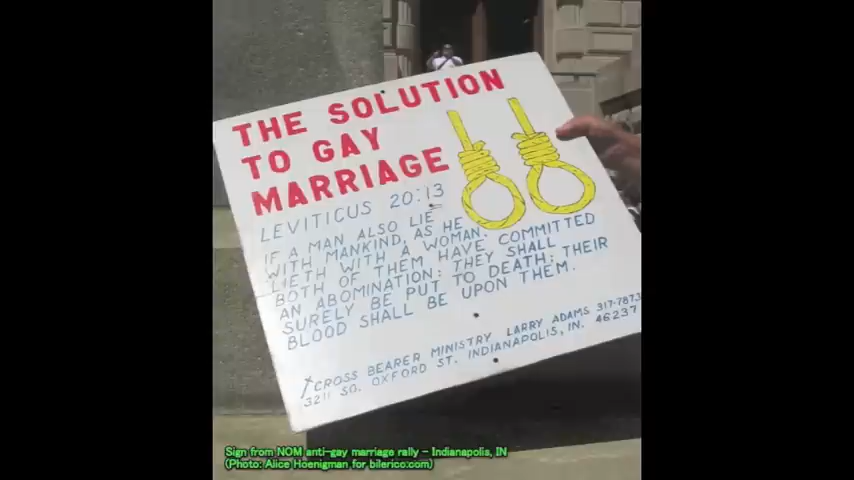 THE SOLUTION
TO GAY
MARRIAGE
LEVITICUS 20:13
IF A MAN ALSO LIE
WITH MANKIND, AS HE
LIETH WITH A WOMAN,
BOTH OF THEM HAVE COMMITTED
AN ABOMINATION: THEY SHALL
SURELY BE PUT TO DEATH; THEIR
BLOOD SHALL BE UPON THEM.
CROSS BEARER MINISTRY LARRY ADAMS 317-787
3211 SO. OXFORD ST. INDIANAPOLIS, IN. 46237
Sign from NOM anti-gay marriage rally - Indianapolis, IN
(Photo: Alice Hoenigman for bilerico.com)